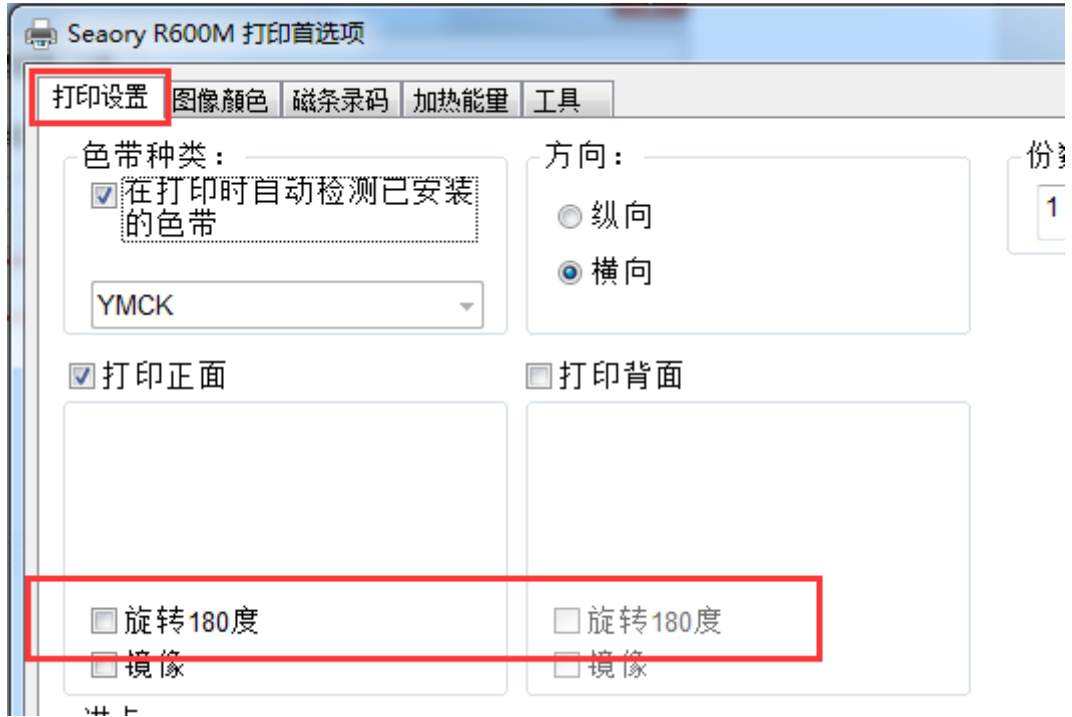 Seaory R600M 打印首选项
打印设置 图像顏色 磁条录码 加热能量 工具
色带种类：
在打印时自动检测已安装
的色带
YMCK
方向：
纵向
横向
份
1
打印正面
旋转180度
镜像
打印背面
旋转180度
镜像